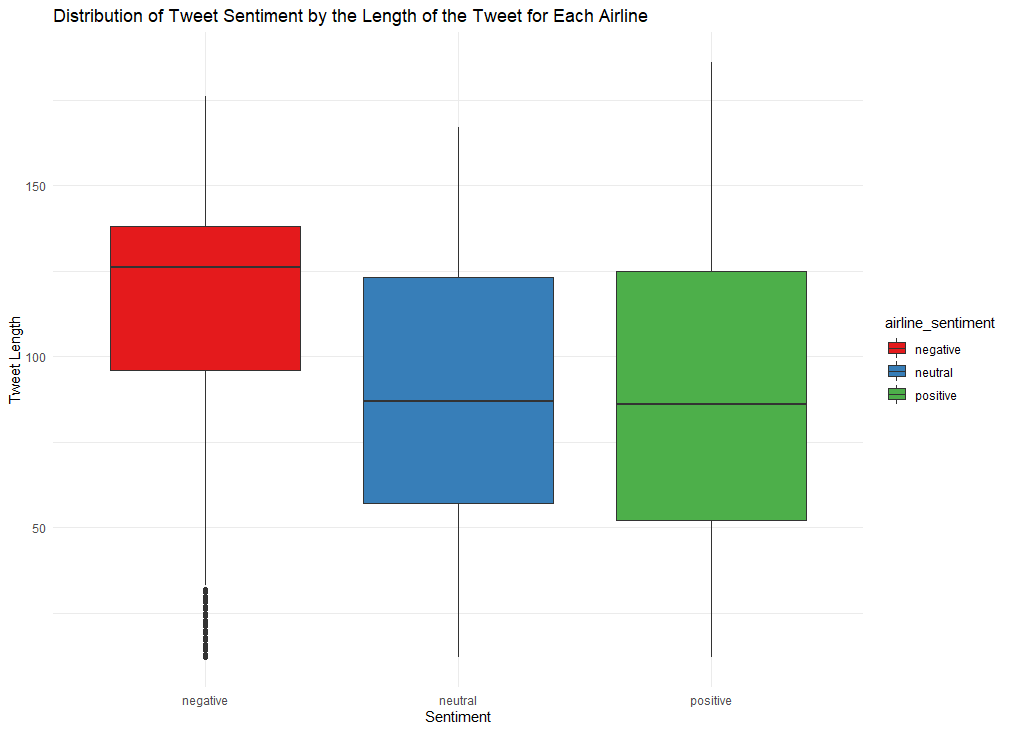 Distribution of Tweet Sentiment by the Length of the Tweet for Each Airline
Tweet Length
150
100
50
negative
neutral
positive
Sentiment
airline_sentiment
negative
neutral
positive